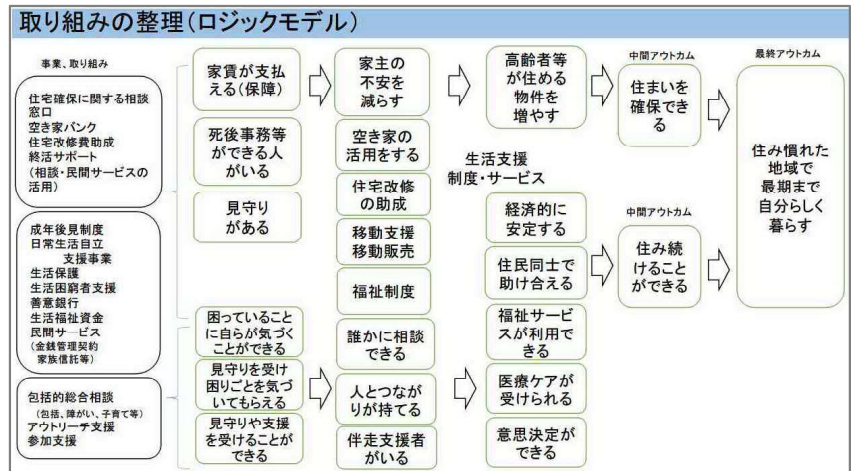 取り組みの整理(ロジックモデル)
事業、取り組み
住宅確保に関する相談
窓口
空き家バンク
住宅改修費助成
終活サポート
(相談・民間サービスの
活用)
成年後見制度
日常生活自立
支援事業
生活保護
生活困窮者支援
善意銀行
生活福祉資金
民間サービス
(金銭管理契約
家族信託等)
包括的総合相談
(包括、障がい、子育て等)
アウトリーチ支援
参加支援
家賃が支払
える(保障)
死後事務等
ができる人
がいる
見守り
がある
困っていること
に自らが気づく
ことができる
見守りを受け
困りごとを気づ
いてもらえる
見守りや支援
を受けることが
できる
家主の
不安を
減らす
空き家の
活用をする
住宅改修
の助成
移動支援
移動販売
福祉制度
誰かに相談
できる
人とつなが
りが持てる
伴走支援者
がいる
高齢者等
が住める
物件を
増やす
生活支援
制度・サービス
経済的に
安定する
住民同士で
助け合える
福祉サービ
スが利用で
きる
医療ケアが
受けられる
意思決定が
できる
中間アウトカム
住まいを
確保でき
る
中間アウトカム
住み続
けること
ができる
最終アウトカム
住み慣れた
地域で
最期まで
自分らしく
暮らす